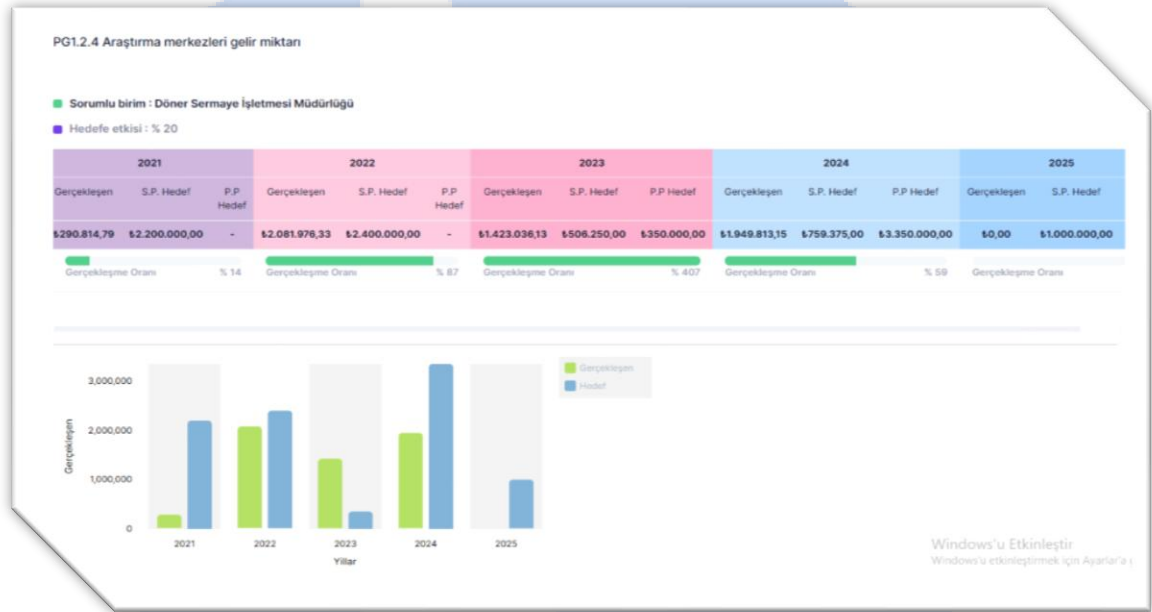 PG1.2.4 Araştırma merkezleri gelir miktarı
Sorumlu birim : Döner Sermaye İşletmesi Müdürlüğü
Hedefe etkisi : % 20
2021 2022 2023 2024 2025
Gerçekleşen S.P. Hedef P.P Hedef Gerçekleşen S.P. Hedef P.P Hedef Gerçekleşen S.P. Hedef P.P Hedef Gerçekleşen S.P. Hedef P.P Hedef Gerçekleşen S.P. Hedef
₺290.814,79 ₺2.200.000,00 - ₺2.081.976,33 ₺2.400.000,00 - ₺1.423.036,13 ₺506.250,00 ₺350.000,00 ₺1.949.813,15 ₺759.375,00 ₺3.350.000,00 ₺0,00 ₺1.000.000,00
Gerçekleşme Oranı % 14 Gerçekleşme Oranı % 87 Gerçekleşme Oranı % 407 Gerçekleşme Oranı % 59 Gerçekleşme Oranı
Gerçekleşen
Hedef
3,000,000
2,000,000
1,000,000
0
Gerçekleşen
2021 2022 2023 2024 2025
Yıllar
Windows'u Etkinleştir
Windows'u etkinleştirmek için Ayarlar'a